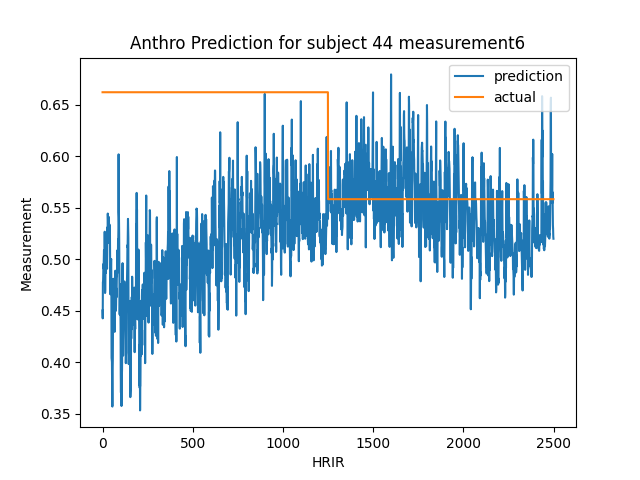 Anthro Prediction for subject 44 measurement6
prediction
actual
Measurement
0.65
0.60
0.55
0.50
0.45
0.40
0.35
0 500 1000 1500 2000 2500
HRIR